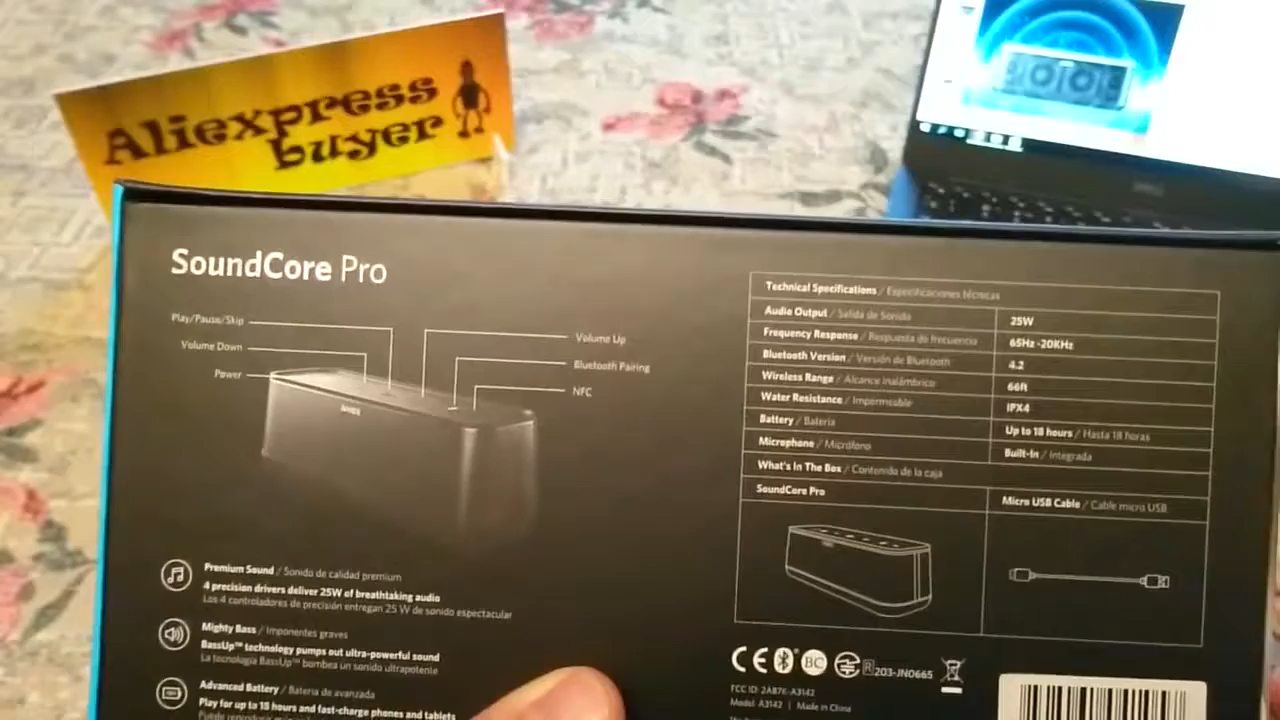 Aliexpress
buyer
SoundCore Pro
Play/Pause/Skip
Volume Down
Power
Volume Up
Bluetooth Pairing
NFC
ANKER
Technical Specifications / Especificaciones técnicas
Audio Output / Salida de Sonido 25W
Frequency Response / Respuesta de frecuencia 65Hz -20KHz
Bluetooth Version / Versión de Bluetooth 4.2
Wireless Range / Alcance inalámbrico 66ft
Water Resistance / Impermeable IPX4
Battery / Batería Up to 18 hours / Hasta 18 horas
Microphone / Micrófono Built-In / Integrada
What's In The Box / Contenido de la caja
SoundCore Pro
Micro USB Cable / Cable micro USB
Premium Sound / Sonido de calidad premium
4 precision drivers deliver 25W of breathtaking audio
Los 4 controladores de precisión entregan 25 W de sonido espectacular
Mighty Bass / Imponentes graves
BassUp™ technology pumps out ultra-powerful sound
La tecnología BassUp™ bombea un sonido ultrapotente
Advanced Battery / Batería de avanzada
Play for up to 18 hours and fast-charge phones and tablets
CE BC R 203-JN0665
FCC ID: 2AB7K-A3142
Model: A3142 | Made in China